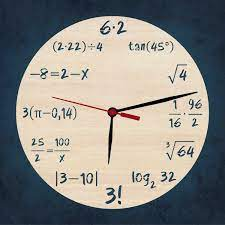 6·2
(2·22)÷4 tan(45°)
−8=2−x √4
3(π−0,14) 1/16 · 96/2
25/2 = 100/x ∛64
|3−10| log₂ 32
3!